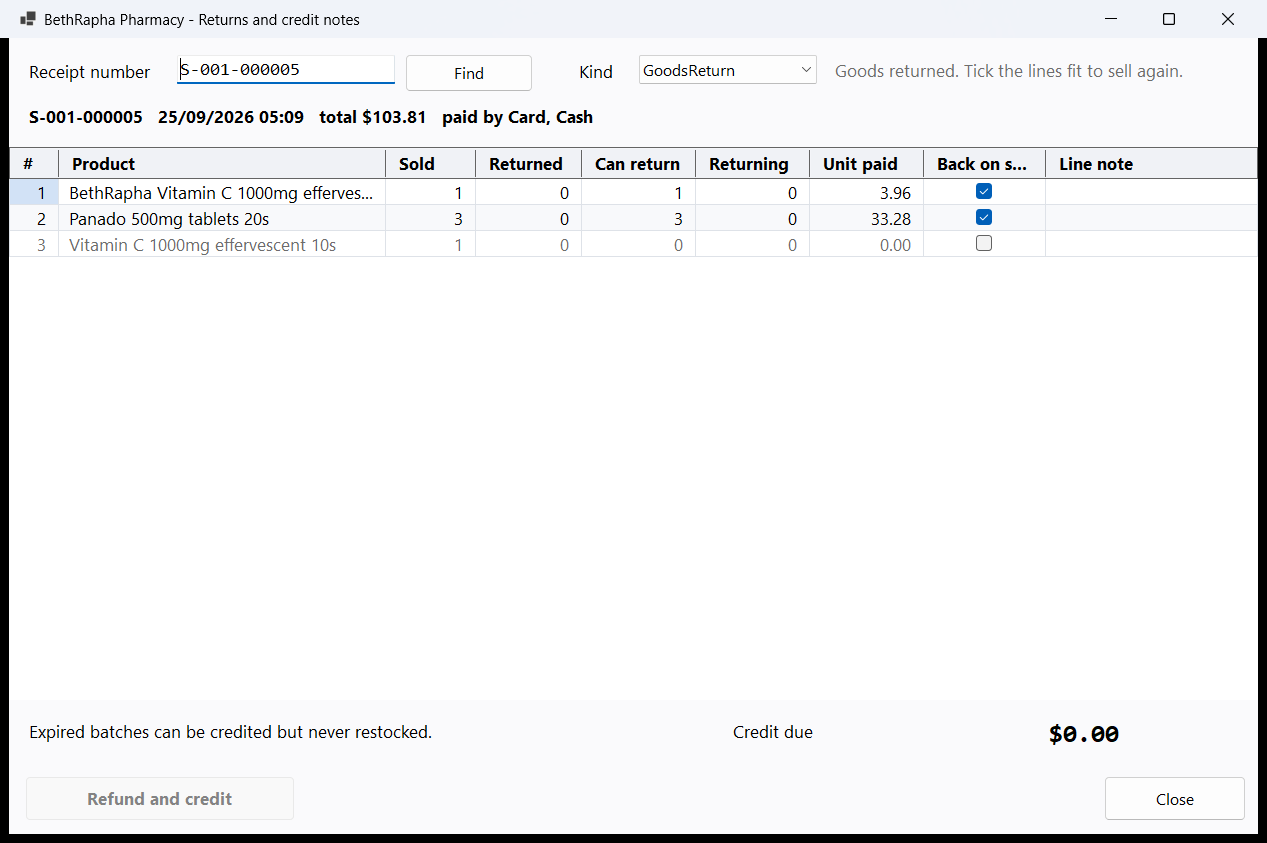 BethRapha Pharmacy - Returns and credit notes
Receipt number S-001-000005 Find Kind GoodsReturn Goods returned. Tick the lines fit to sell again.
S-001-000005 25/09/2026 05:09 total $103.81 paid by Card, Cash
# Product Sold Returned Can return Returning Unit paid Back on s... Line note
1 BethRapha Vitamin C 1000mg efferves... 1 0 1 0 3.96
2 Panado 500mg tablets 20s 3 0 3 0 33.28
3 Vitamin C 1000mg effervescent 10s 1 0 0 0 0.00
Expired batches can be credited but never restocked. Credit due $0.00
Refund and credit Close